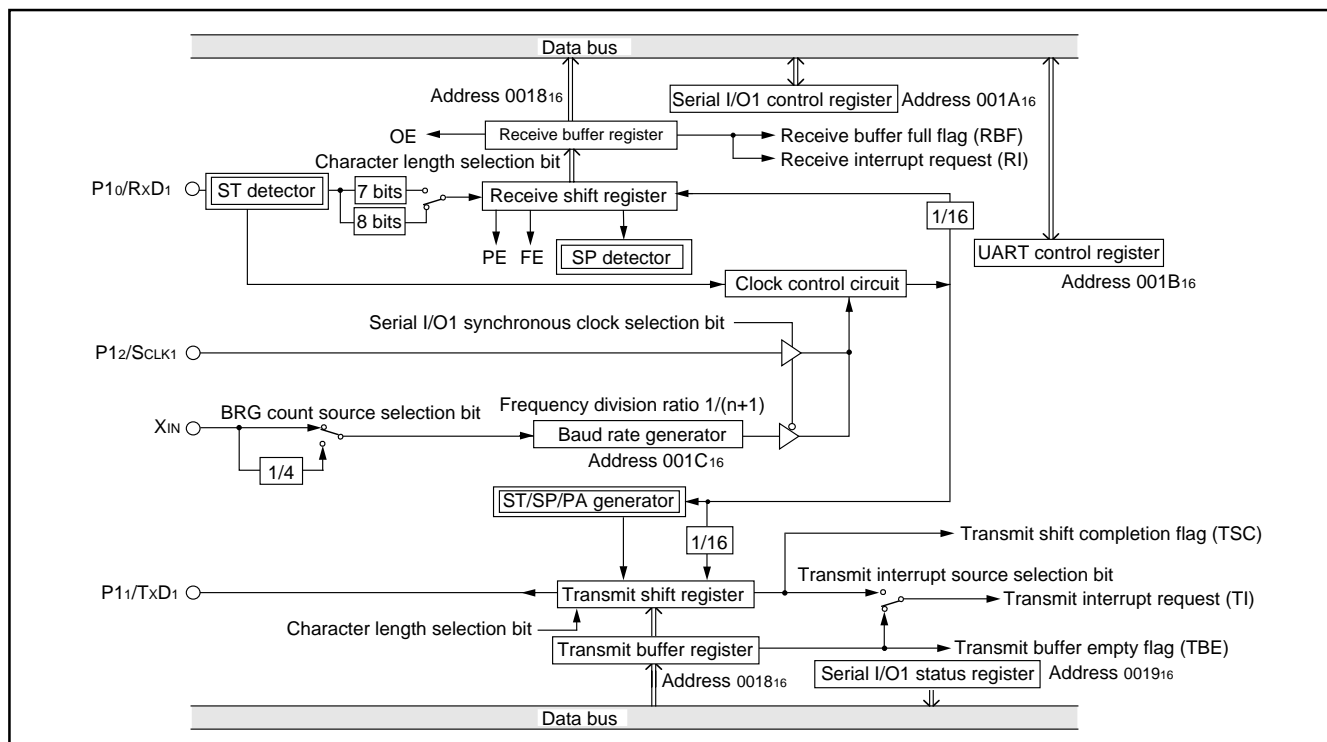 Data bus
Address 001816
Serial I/O1 control register Address 001A16
OE Receive buffer register Receive buffer full flag (RBF)
Character length selection bit Receive interrupt request (RI)
P10/RXD1 ST detector 7 bits Receive shift register
8 bits 1/16
PE FE SP detector UART control register
Address 001B16
Clock control circuit
Serial I/O1 synchronous clock selection bit
P12/SCLK1
BRG count source selection bit Frequency division ratio 1/(n+1)
XIN Baud rate generator
1/4 Address 001C16
ST/SP/PA generator
1/16 Transmit shift completion flag (TSC)
Transmit interrupt source selection bit
P11/TXD1 Transmit shift register Transmit interrupt request (TI)
Character length selection bit
Transmit buffer register Transmit buffer empty flag (TBE)
Address 001816 Serial I/O1 status register Address 001916
Data bus